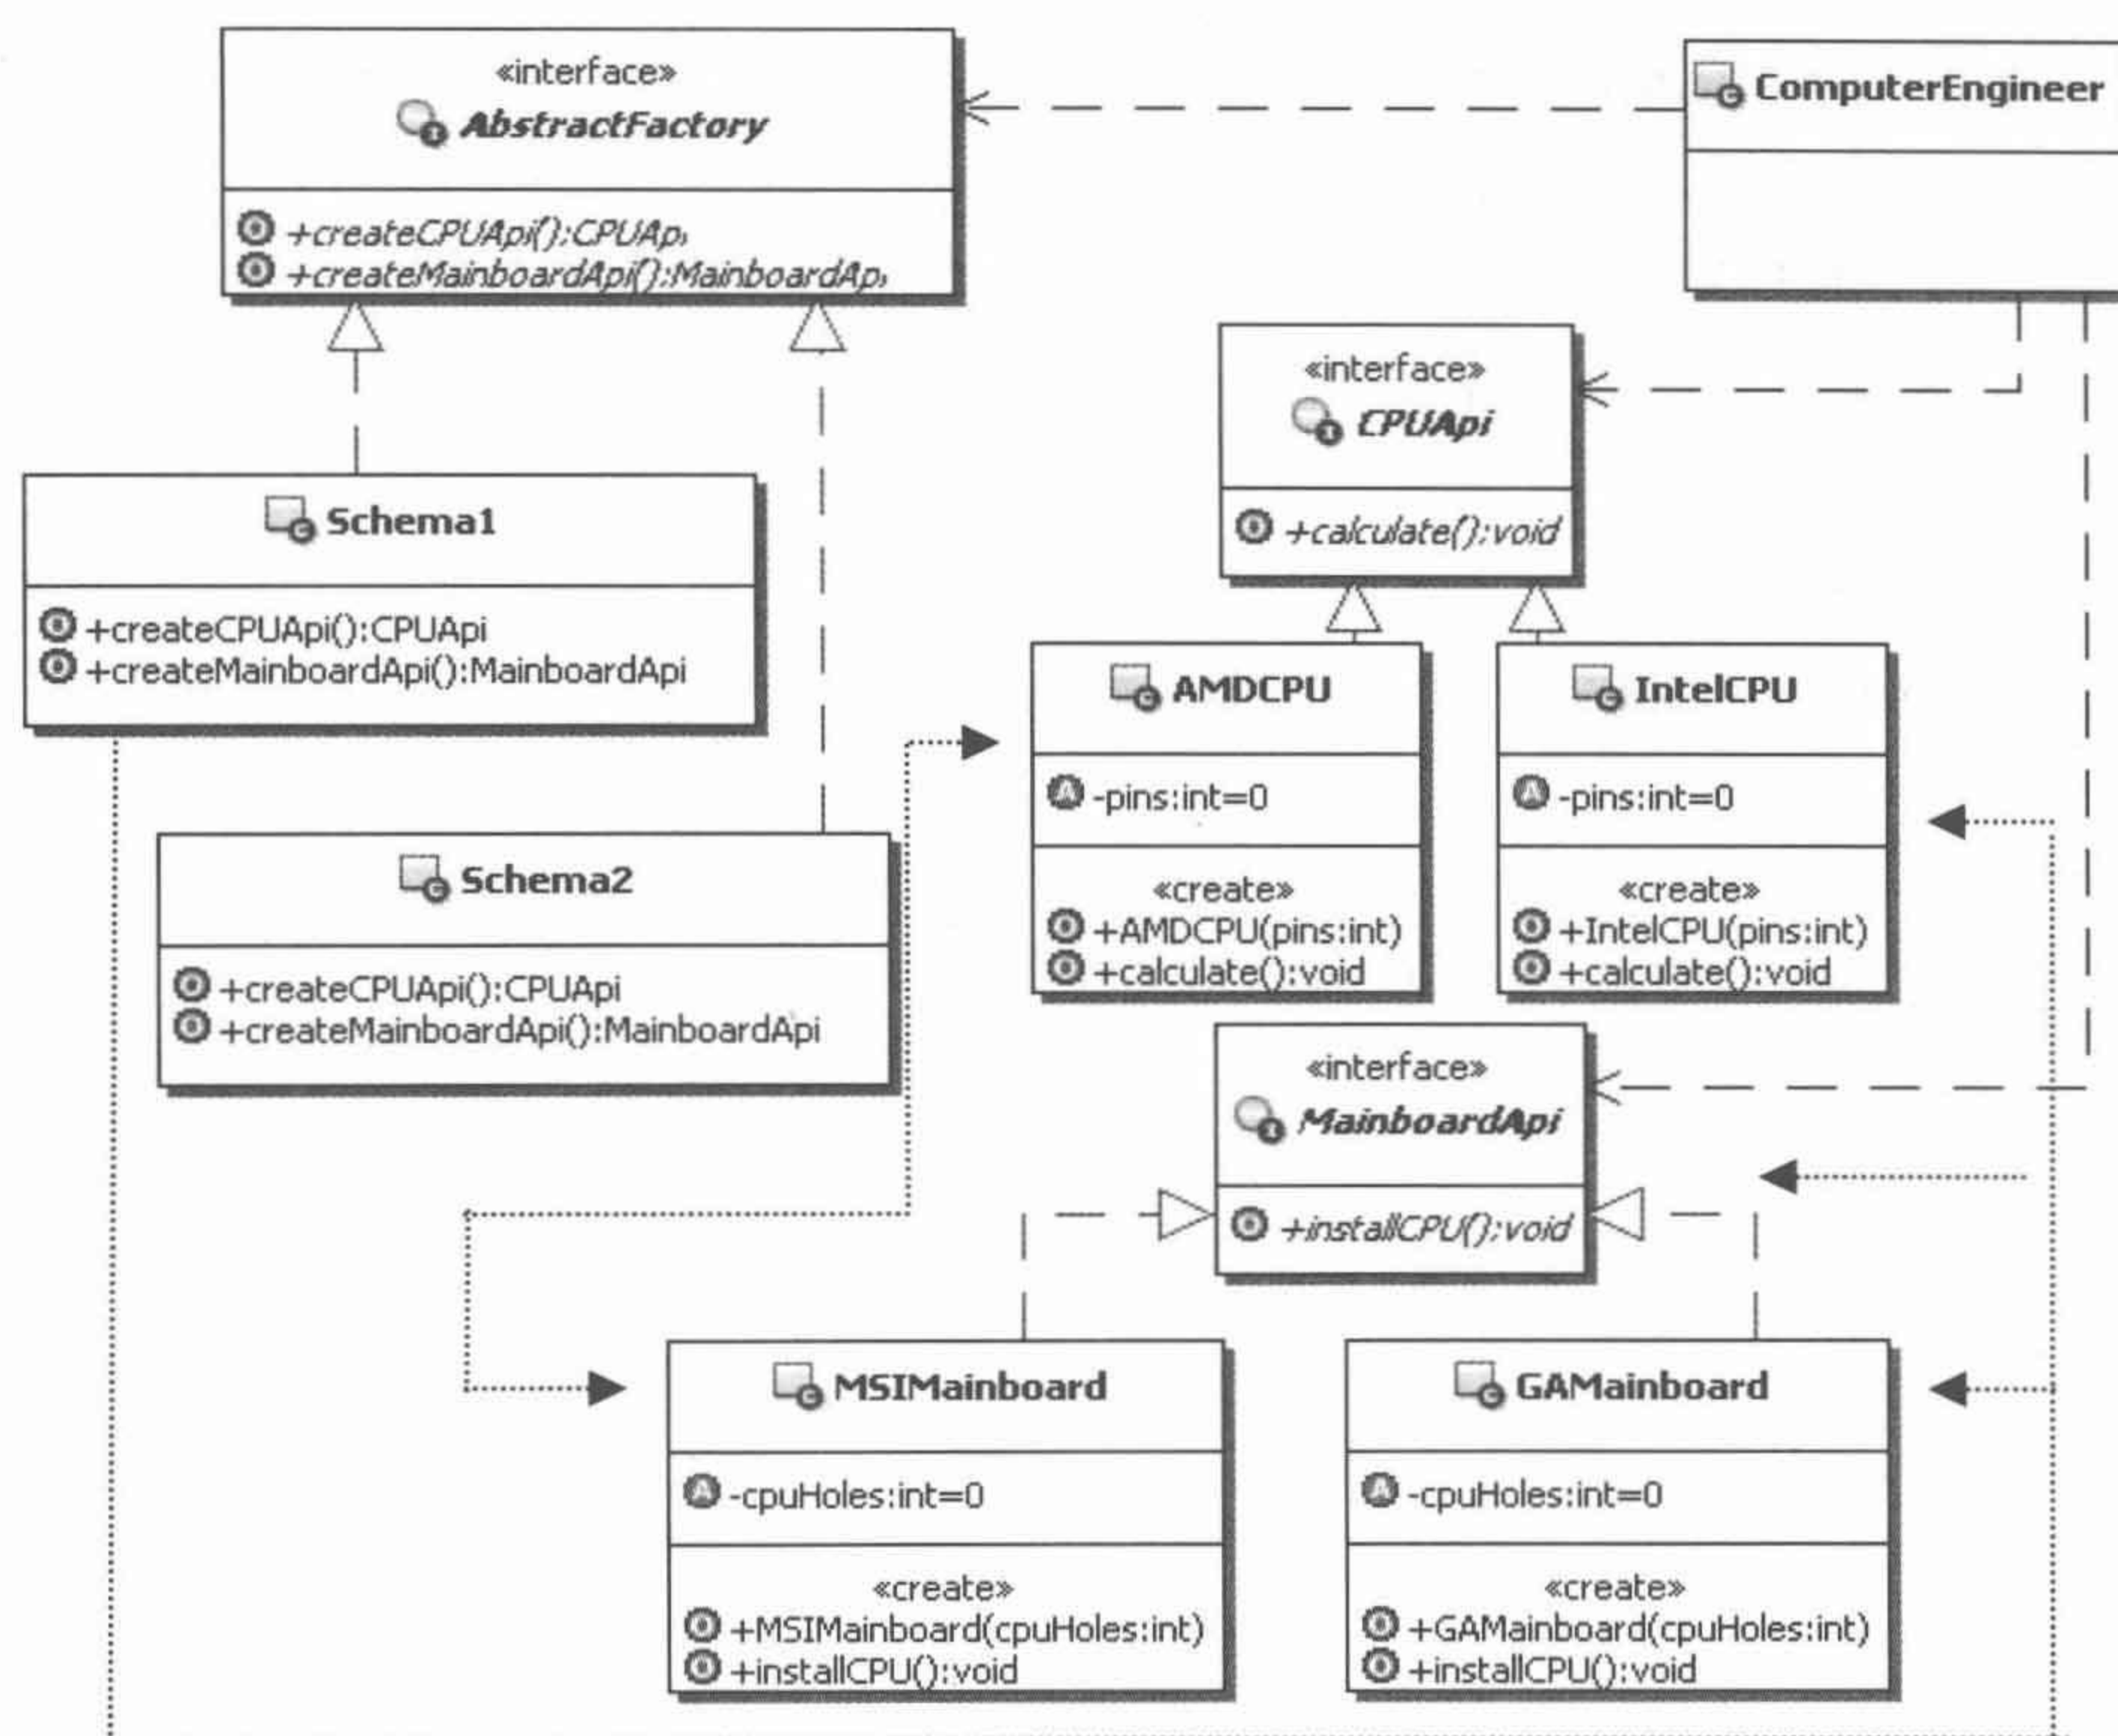 «interface»
AbstractFactory
+createCPUApi():CPUApi
+createMainboardApi():MainboardApi
ComputerEngineer
«interface»
CPUApi
+calculate():void
Schema1
+createCPUApi():CPUApi
+createMainboardApi():MainboardApi
AMDCPU
-pins:int=0
«create»
+AMDCPU(pins:int)
+calculate():void
IntelCPU
-pins:int=0
«create»
+IntelCPU(pins:int)
+calculate():void
Schema2
+createCPUApi():CPUApi
+createMainboardApi():MainboardApi
«interface»
MainboardApi
+installCPU():void
MSIMainboard
-cpuHoles:int=0
«create»
+MSIMainboard(cpuHoles:int)
+installCPU():void
GAMainboard
-cpuHoles:int=0
«create»
+GAMainboard(cpuHoles:int)
+installCPU():void